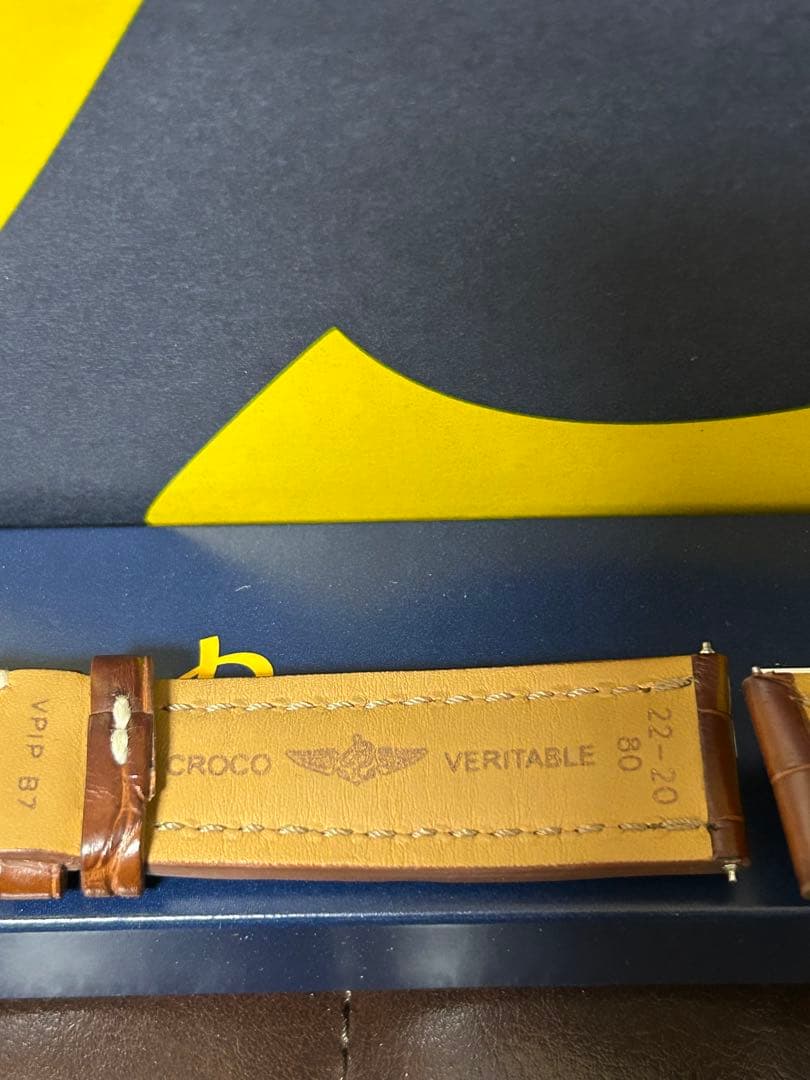 VPIP B7
CROCO VERITABLE
22-20
80